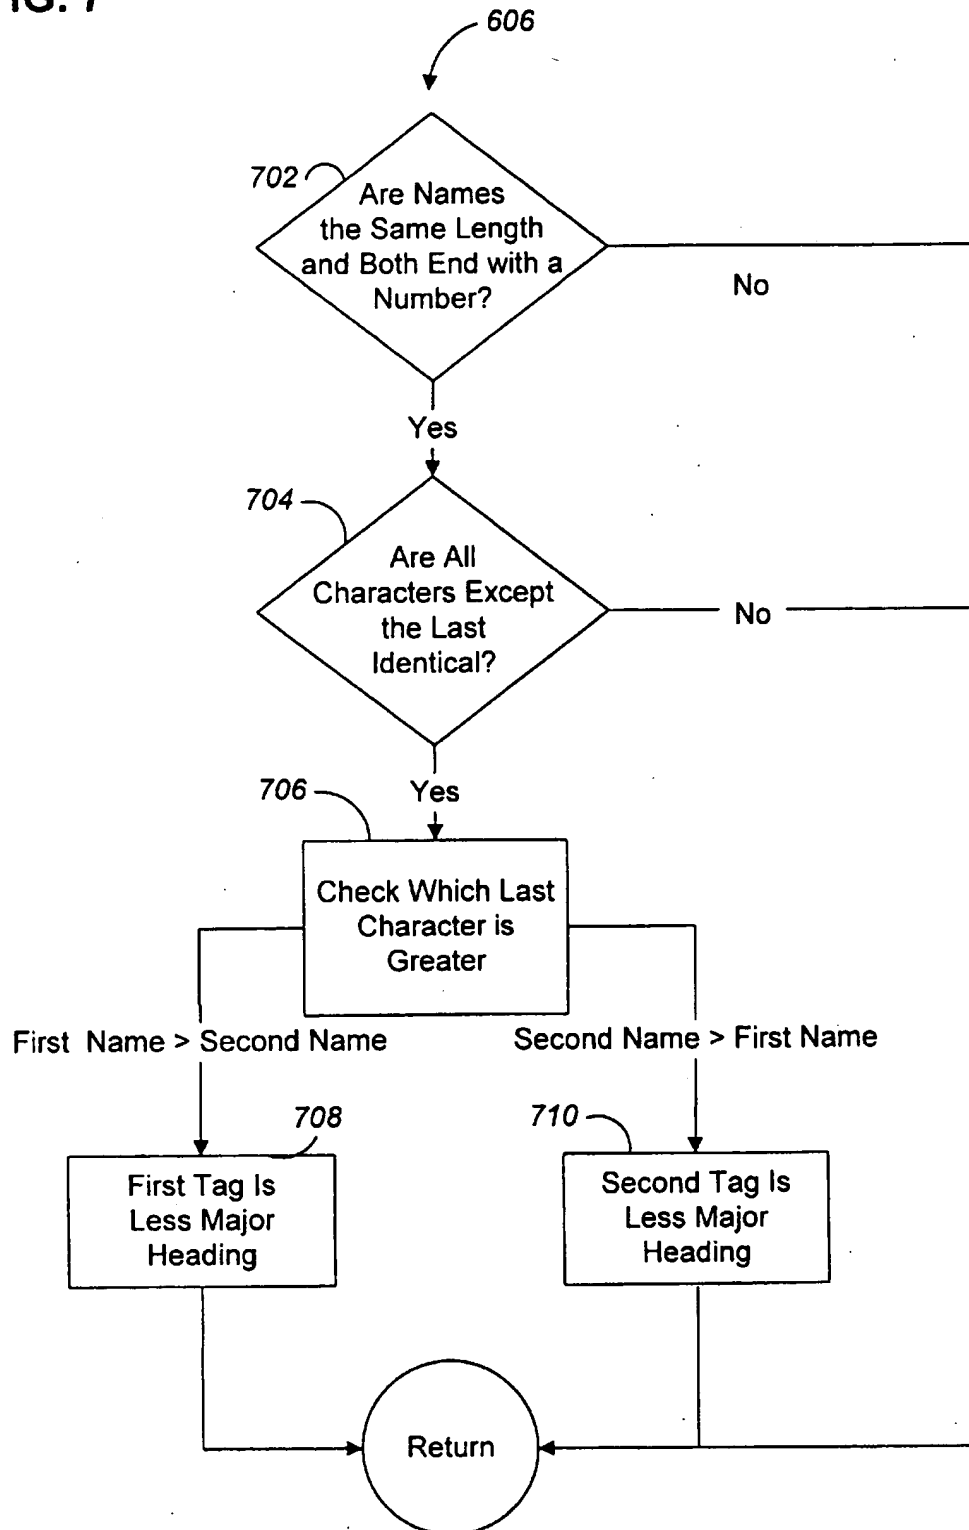 IG. 7
606
702
Are Names
the Same Length
and Both End with a
Number?
No
Yes
704
Are All
Characters Except
the Last
Identical?
No
Yes
706
Check Which Last
Character is
Greater
First Name > Second Name
Second Name > First Name
708
710
First Tag Is
Less Major
Heading
Second Tag Is
Less Major
Heading
Return